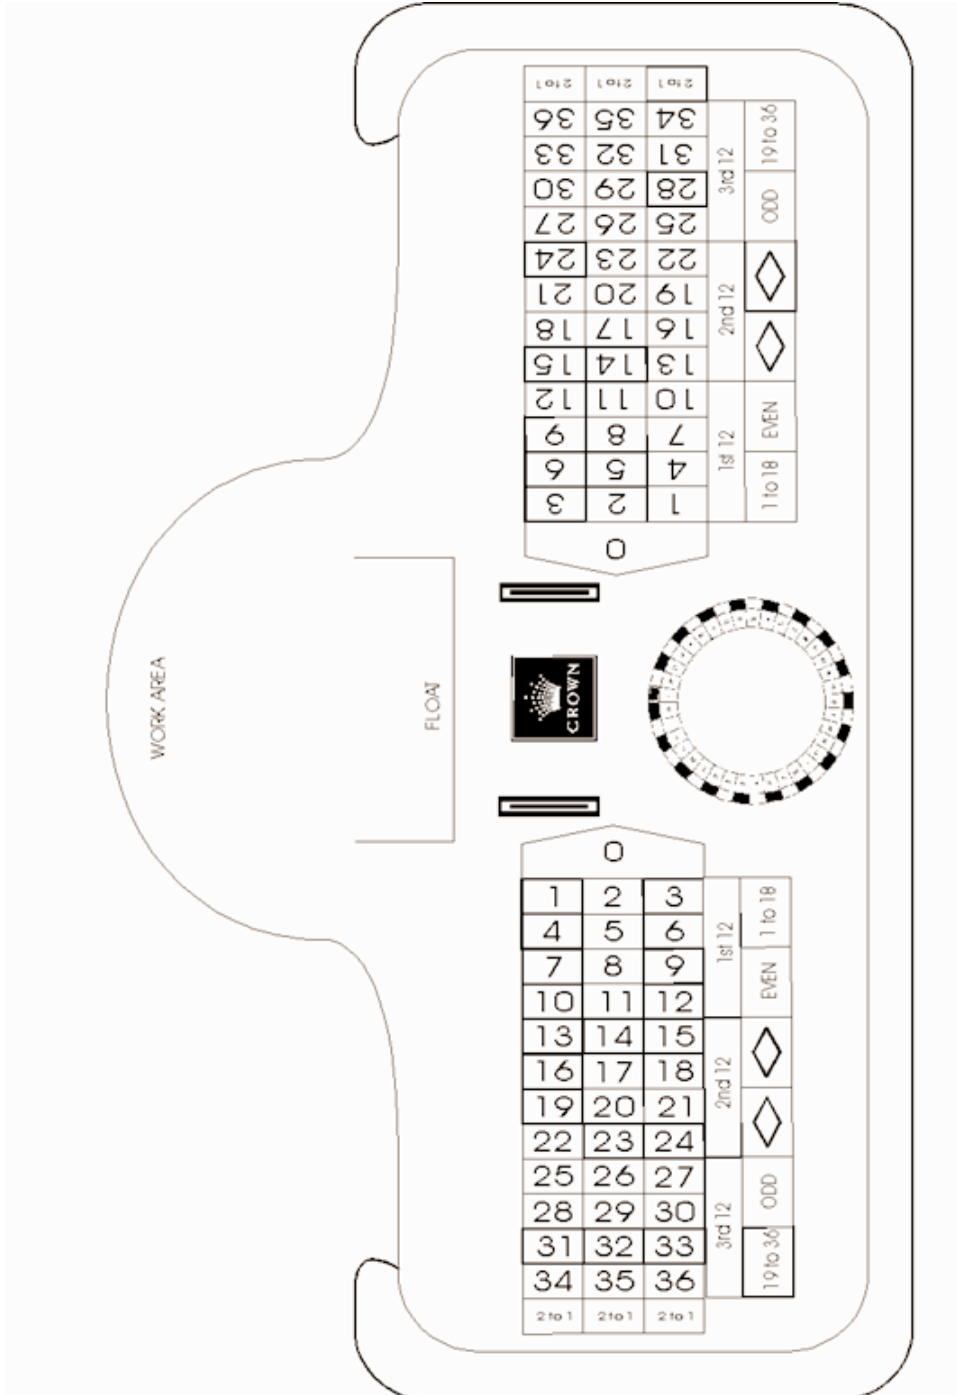 2 to 1 2 to 1 2 to 1
36 35 34
33 32 31
30 29 28
27 26 25
24 23 22
21 20 19
18 17 16
15 14 13
12 11 10
9 8 7
6 5 4
3 2 1
0
3rd 12
2nd 12
1st 12
19 to 36
ODD
EVEN
1 to 18
WORK AREA
FLOAT
CROWN
0
1 2 3
4 5 6
7 8 9
10 11 12
13 14 15
16 17 18
19 20 21
22 23 24
25 26 27
28 29 30
31 32 33
34 35 36
2 to 1 2 to 1 2 to 1
1st 12
2nd 12
3rd 12
1 to 18
EVEN
ODD
19 to 36